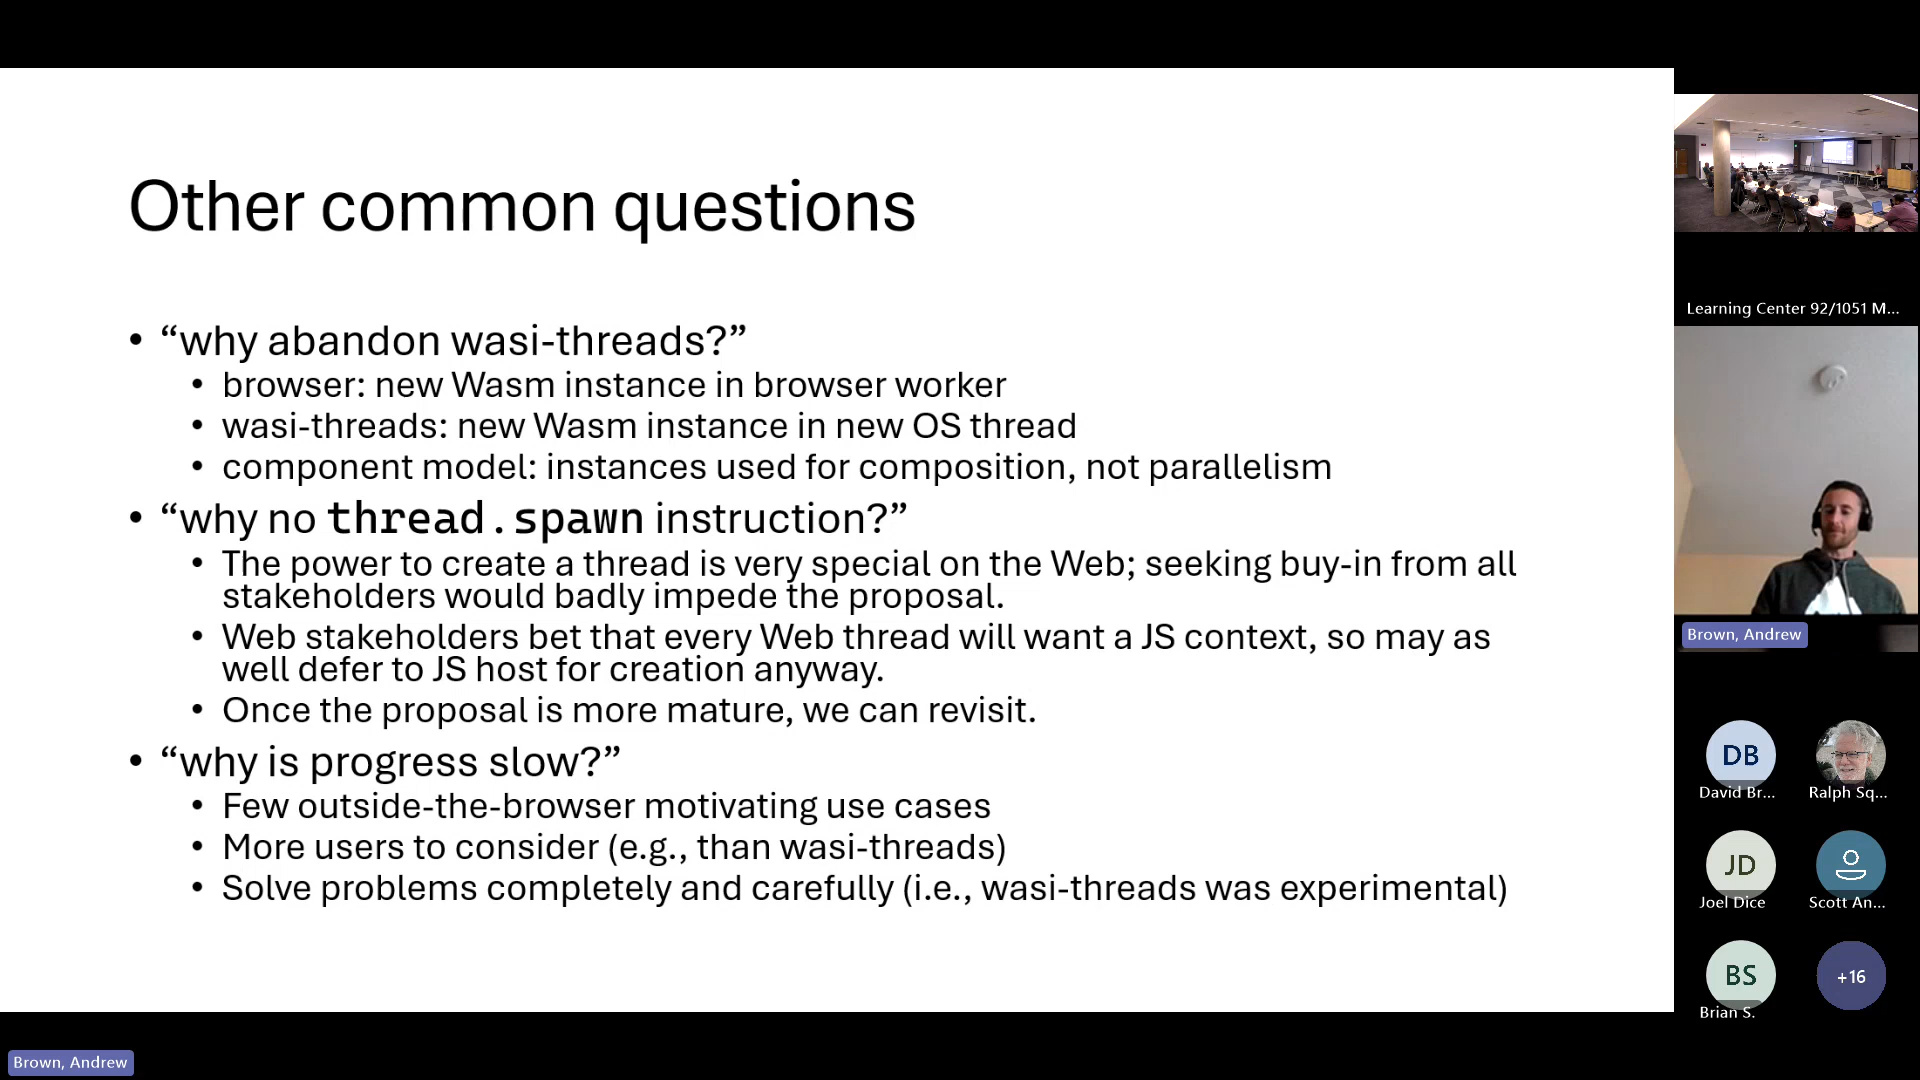 Other common questions
• “why abandon wasi-threads?”
• browser: new Wasm instance in browser worker
• wasi-threads: new Wasm instance in new OS thread
• component model: instances used for composition, not parallelism
• “why no thread.spawn instruction?”
• The power to create a thread is very special on the Web; seeking buy-in from all
stakeholders would badly impede the proposal.
• Web stakeholders bet that every Web thread will want a JS context, so may as
well defer to JS host for creation anyway.
• Once the proposal is more mature, we can revisit.
• “why is progress slow?”
• Few outside-the-browser motivating use cases
• More users to consider (e.g., than wasi-threads)
• Solve problems completely and carefully (i.e., wasi-threads was experimental)
Learning Center 92/1051 M...
Brown, Andrew
DB
David Br...
Ralph Sq...
JD
Joel Dice
Scott An...
BS
Brian S.
+16
Brown, Andrew